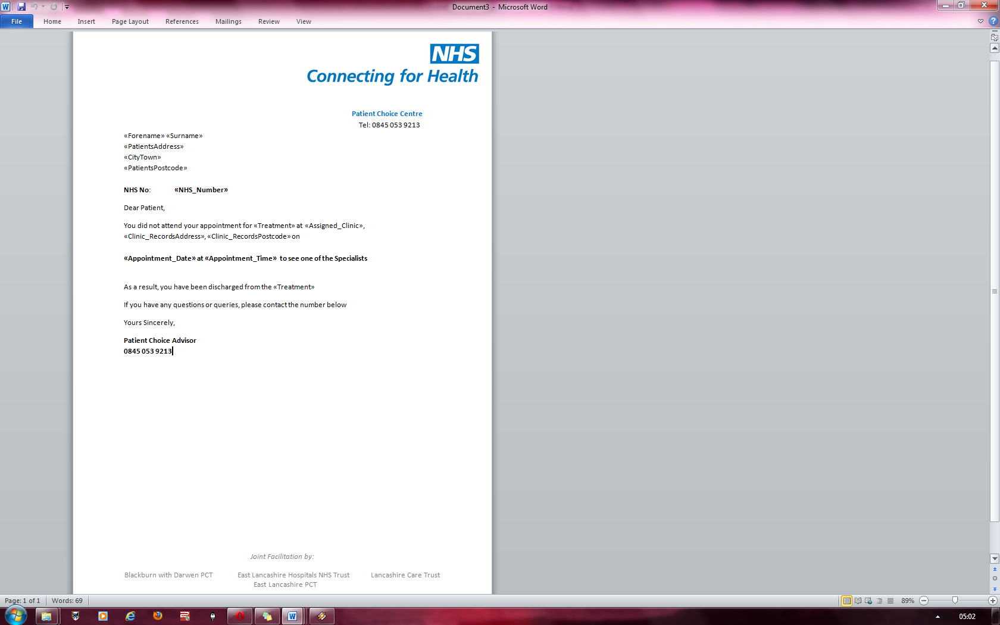 Document3 - Microsoft Word
File Home Insert Page Layout References Mailings Review View
NHS
Connecting for Health
Patient Choice Centre
Tel: 0845 053 9213
«Forename» «Surname»
«PatientsAddress»
«CityTown»
«PatientsPostcode»
NHS No: «NHS_Number»
Dear Patient,
You did not attend your appointment for «Treatment» at «Assigned_Clinic»,
«Clinic_RecordsAddress», «Clinic_RecordsPostcode» on
«Appointment_Date» at «Appointment_Time» to see one of the Specialists
As a result, you have been discharged from the «Treatment»
If you have any questions or queries, please contact the number below
Yours Sincerely,
Patient Choice Advisor
0845 053 9213
Joint Facilitation by:
Blackburn with Darwen PCT East Lancashire Hospitals NHS Trust Lancashire Care Trust
East Lancashire PCT
Page: 1 of 1 Words: 69 89%
05:02